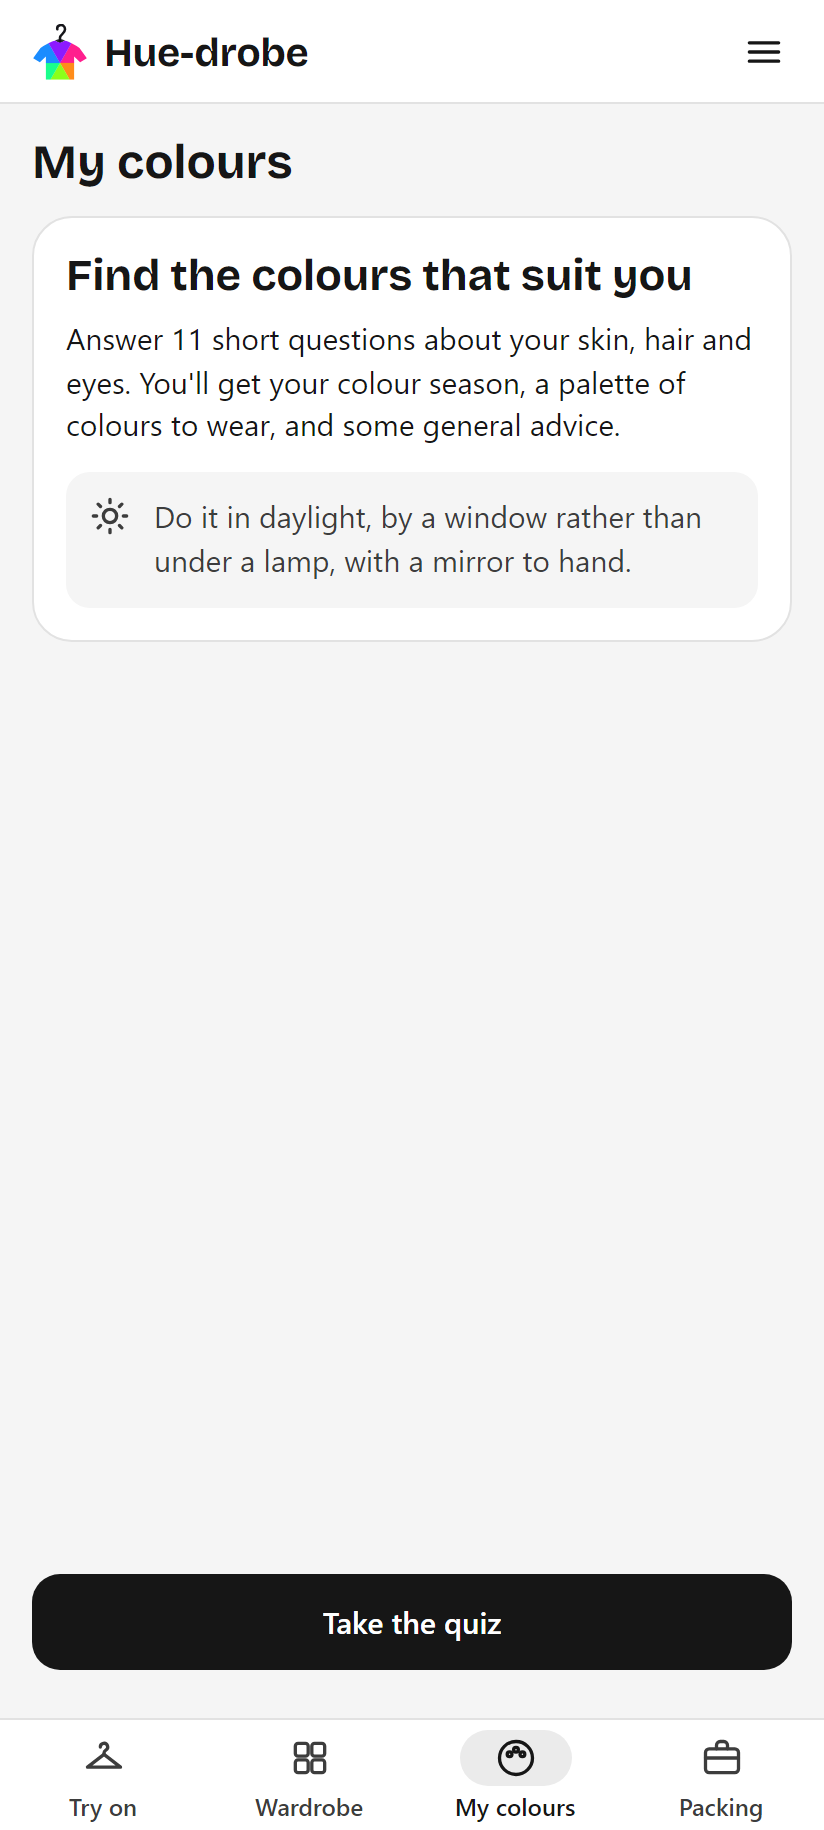 Hue-drobe
My colours
Find the colours that suit you
Answer 11 short questions about your skin, hair and
eyes. You'll get your colour season, a palette of
colours to wear, and some general advice.
Do it in daylight, by a window rather than
under a lamp, with a mirror to hand.
Take the quiz
Try on
Wardrobe
My colours
Packing